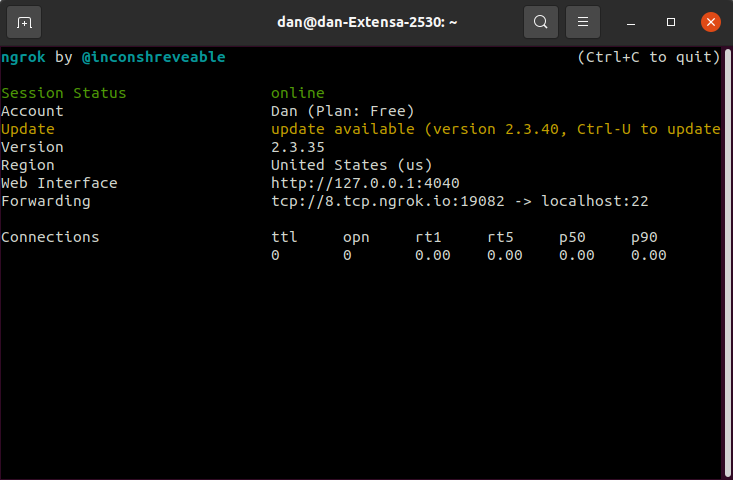 dan@dan-Extensa-2530: ~
ngrok by @inconshreveable (Ctrl+C to quit)
Session Status online
Account Dan (Plan: Free)
Update update available (version 2.3.40, Ctrl-U to update
Version 2.3.35
Region United States (us)
Web Interface http://127.0.0.1:4040
Forwarding tcp://8.tcp.ngrok.io:19082 -> localhost:22
Connections ttl opn rt1 rt5 p50 p90
0 0 0.00 0.00 0.00 0.00